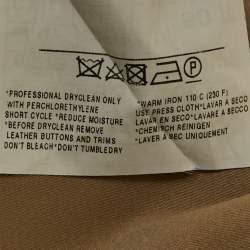 *PROFESSIONAL DRYCLEAN ONLY
WITH PERCHLORETHYLENE
SHORT CYCLE *REDUCE MOISTURE
*BEFORE DRYCLEAN REMOVE
LEATHER BUTTONS AND TRIMS
DON'T BLEACH*DON'T TUMBLEDRY
P
*WARM IRON 110 C (230 F)
USE PRESS CLOTH*LAVAR A SECO
LAVAR EN SECO*LAVAR A SECO
*CHEMISCH REINIGEN
*LAVER À SEC UNIQUEMENT